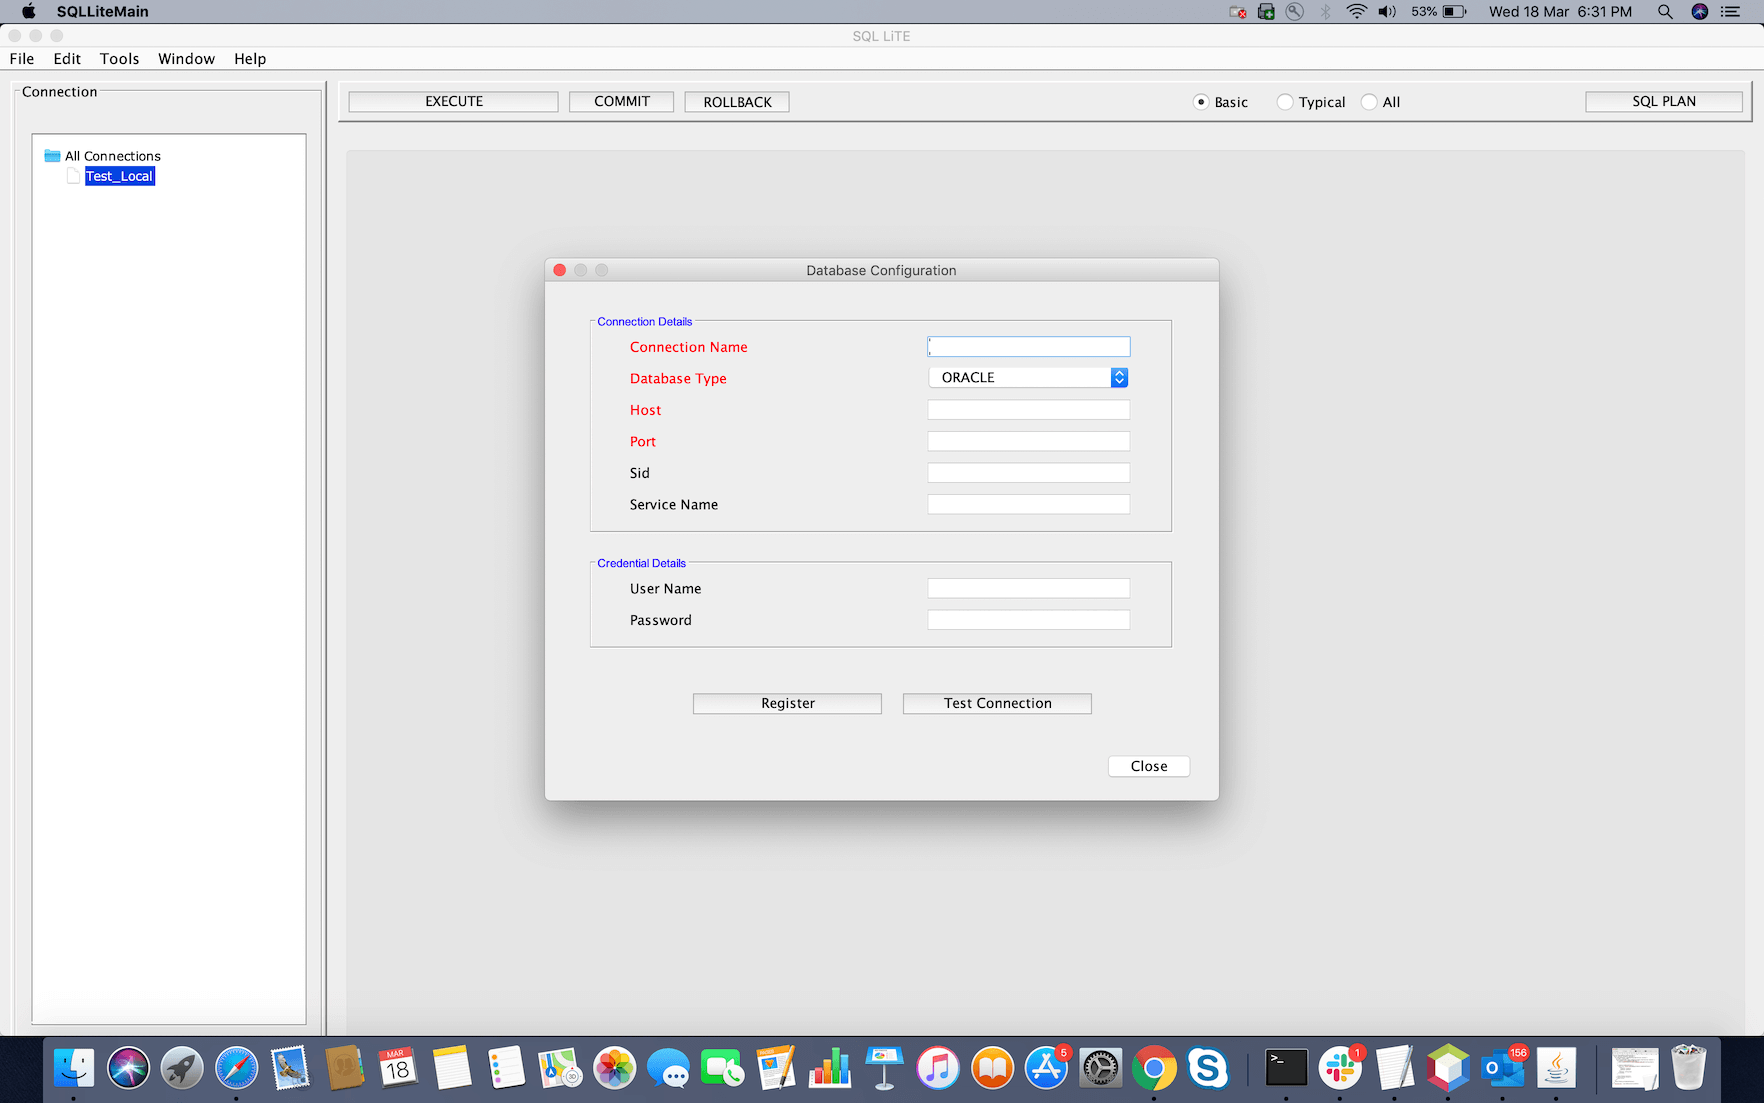 SQLLiteMain 53% Wed 18 Mar 6:31 PM
SQL LiTE
File Edit Tools Window Help
Connection
EXECUTE COMMIT ROLLBACK Basic Typical All SQL PLAN
All Connections
Test_Local
Database Configuration
Connection Details
Connection Name
Database Type ORACLE
Host
Port
Sid
Service Name
Credential Details
User Name
Password
Register Test Connection
Close
MAR
18
5
1
156